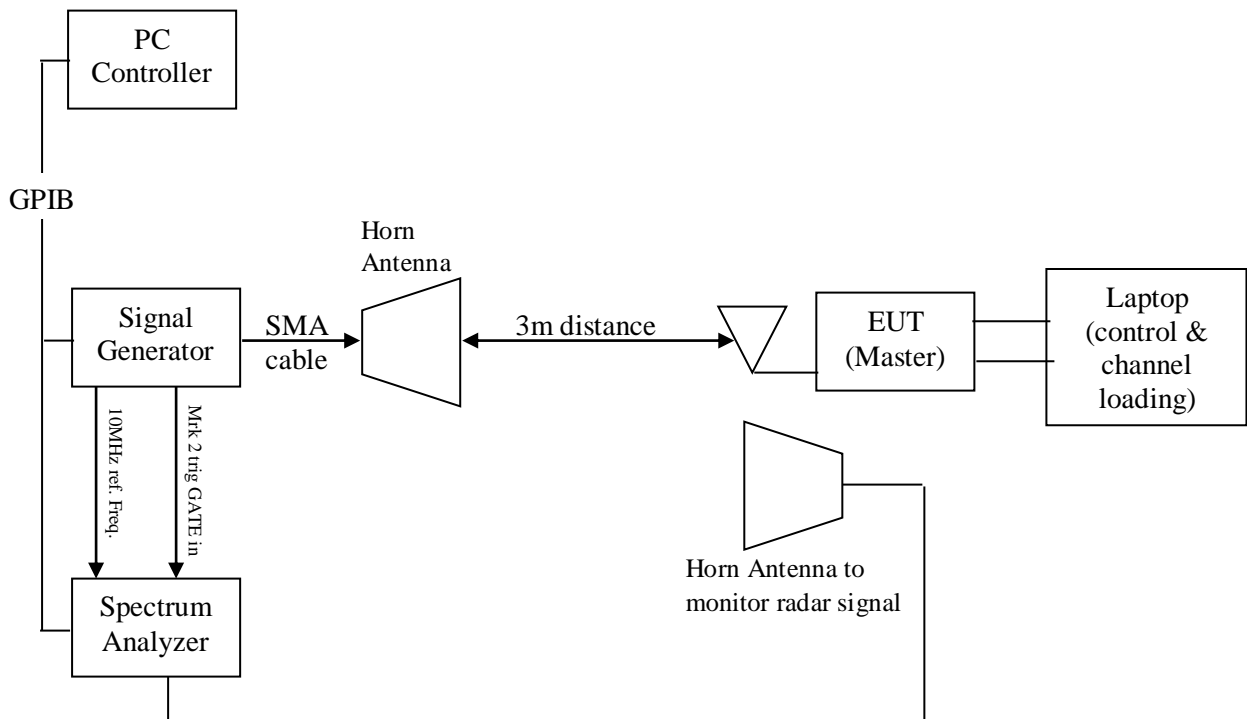 PC
Controller
GPIB
Horn
Antenna
Signal
Generator
SMA
cable
3m distance
EUT
(Master)
Laptop
(control &
channel
loading)
10MHz ref. Freq.
Mrk 2 trig GATE in
Horn Antenna to
monitor radar signal
Spectrum
Analyzer